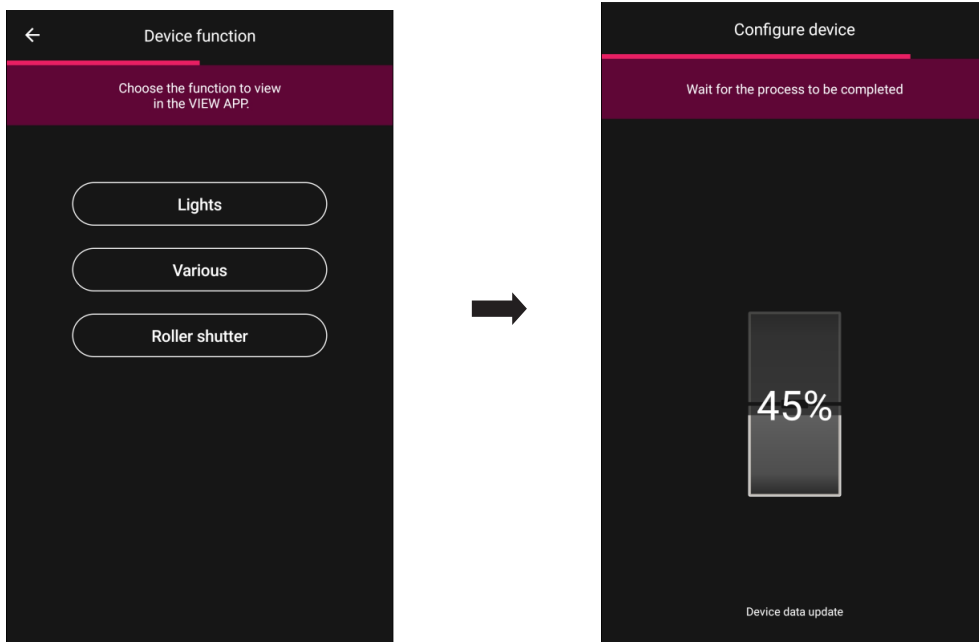 Device function
Choose the function to view
in the VIEW APP.
Lights
Various
Roller shutter
Configure device
Wait for the process to be completed
45%
Device data update